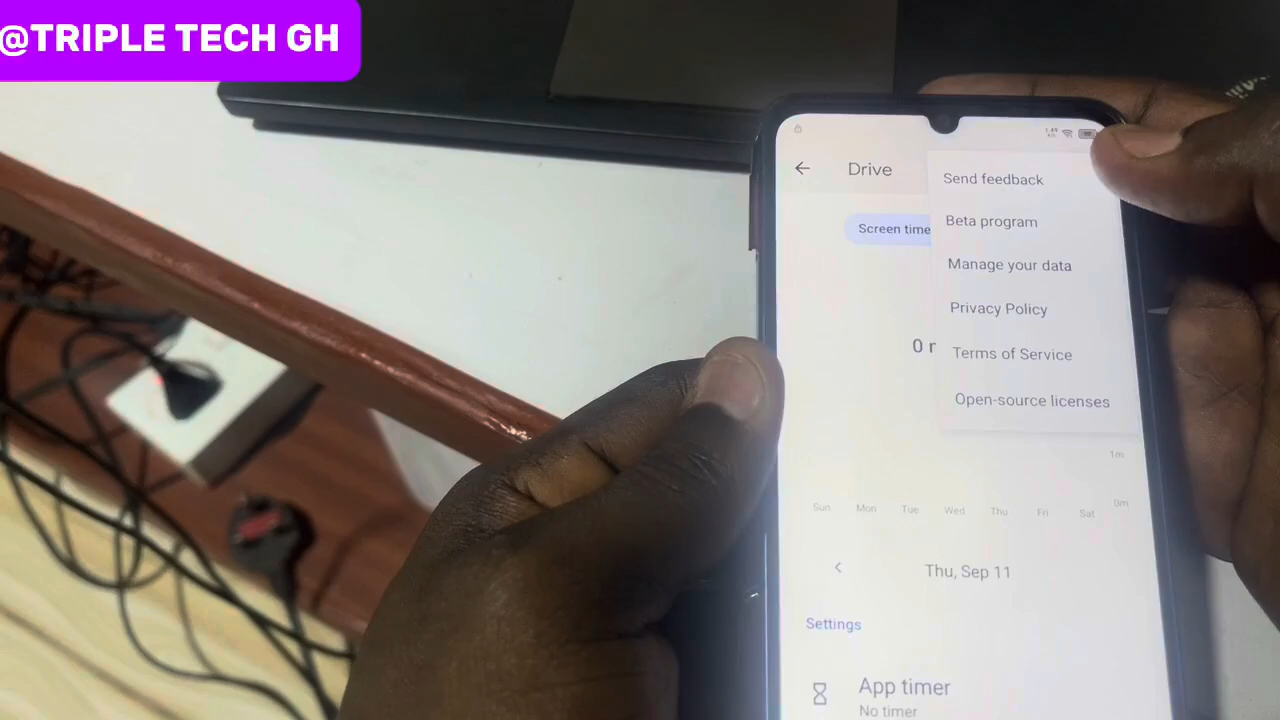 @TRIPLE TECH GH
Drive
Send feedback
Screen time
Beta program
Manage your data
Privacy Policy
0
Terms of Service
Open-source licenses
1m
0m
Sun Mon Tue Wed Thu Fri Sat
Thu, Sep 11
Settings
App timer
No timer